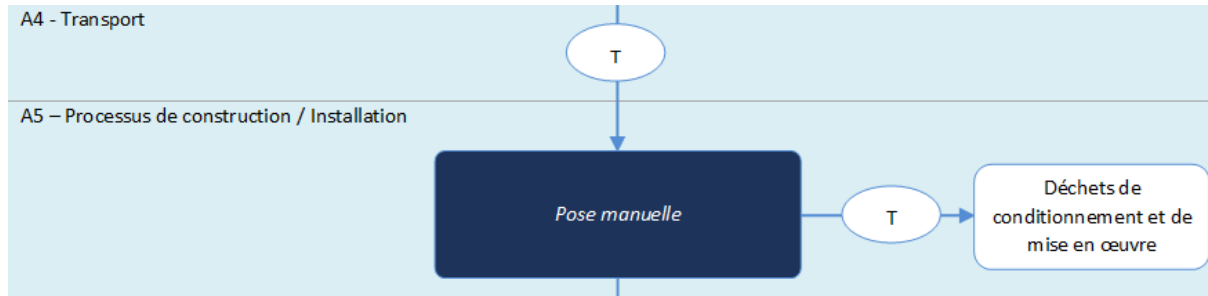 A4 - Transport
T
A5 – Processus de construction / Installation
Pose manuelle
T
Déchets de
conditionnement et de
mise en œuvre